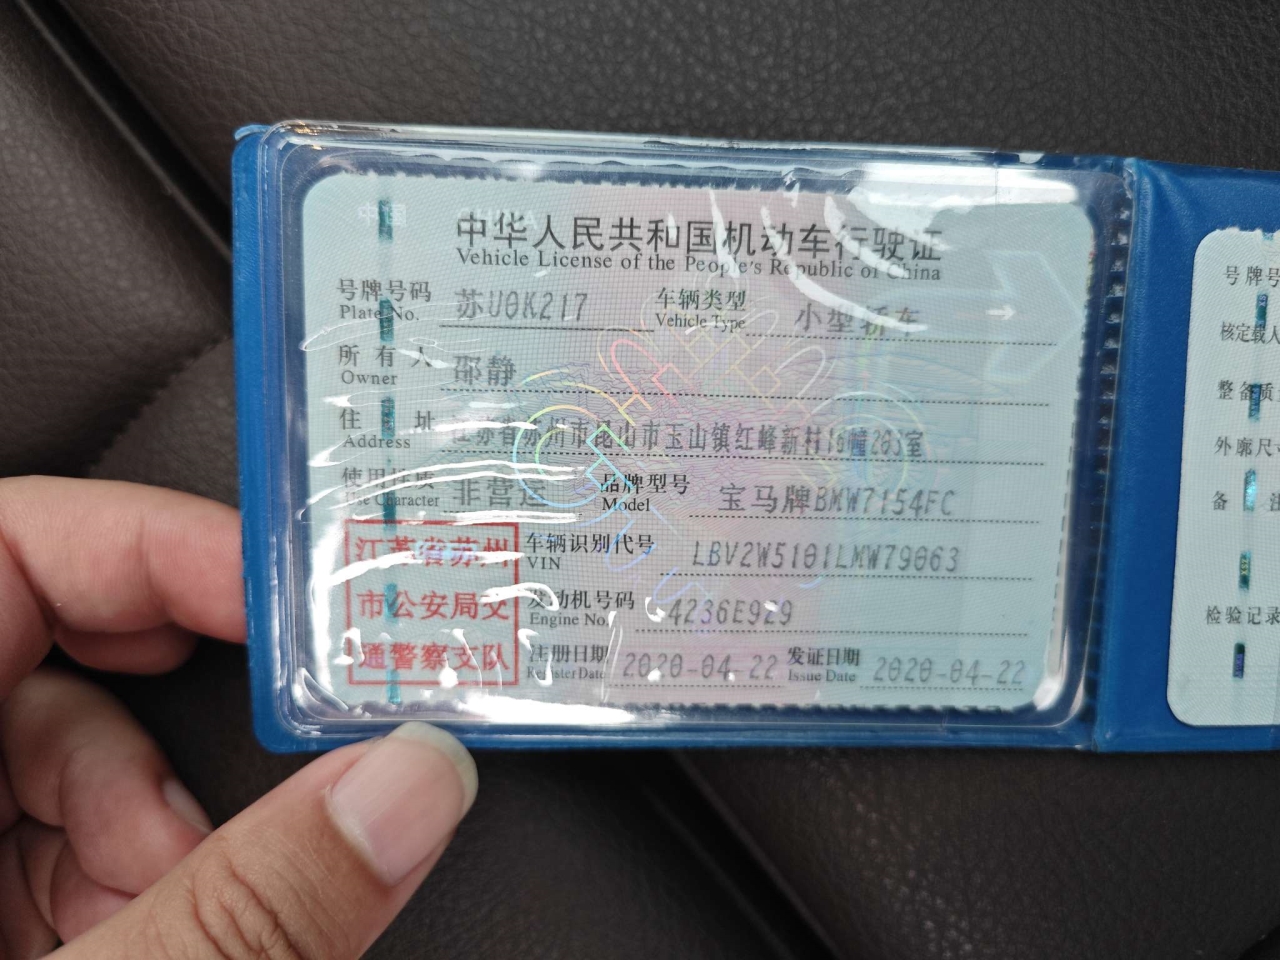 中华人民共和国机动车行驶证
Vehicle License of the People's Republic of China
号牌号码 苏U0K217 车辆类型 小型轿车
Plate No. Vehicle Type
所有人 邵静
Owner
住址 江苏省苏州市昆山市玉山镇红峰新村16幢203室
Address
使用性质 非营运 品牌型号 宝马牌BMW7154FC
Use Character Model
江苏省苏州
市公安局交
通警察支队
车辆识别代号 LBV2W5101LMW79063
VIN
发动机号码 4236E929
Engine No.
注册日期 2020-04-22 发证日期 2020-04-22
Register Date Issue Date
号牌号
核定载人
整备质
外廓尺
备注
检验记录